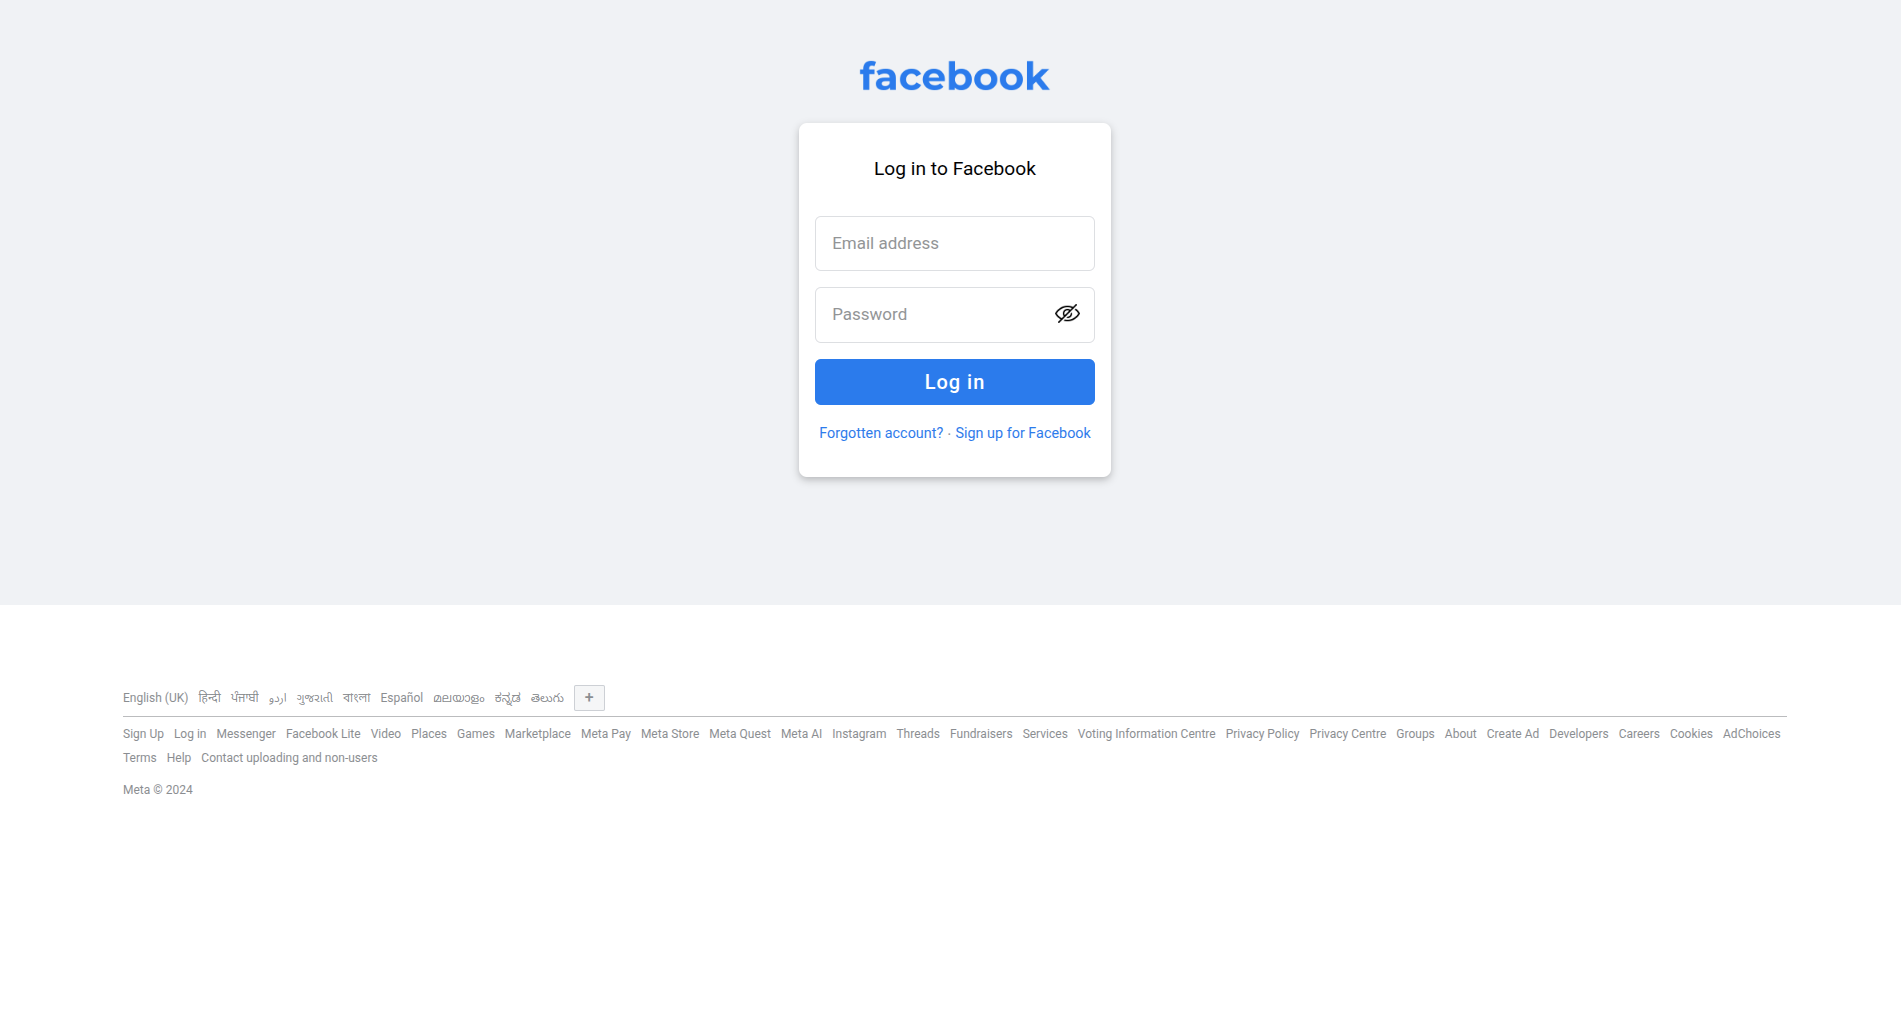 facebook
Log in to Facebook
Email address
Password
Log in
Forgotten account? · Sign up for Facebook
English (UK) हिन्दी ਪੰਜਾਬੀ اردو ગુજરાતી বাংলা Español മലയാളം ಕನ್ನಡ తెలుగు +
Sign Up Log in Messenger Facebook Lite Video Places Games Marketplace Meta Pay Meta Store Meta Quest Meta AI Instagram Threads Fundraisers Services Voting Information Centre Privacy Policy Privacy Centre Groups About Create Ad Developers Careers Cookies AdChoices
Terms Help Contact uploading and non-users
Meta © 2024